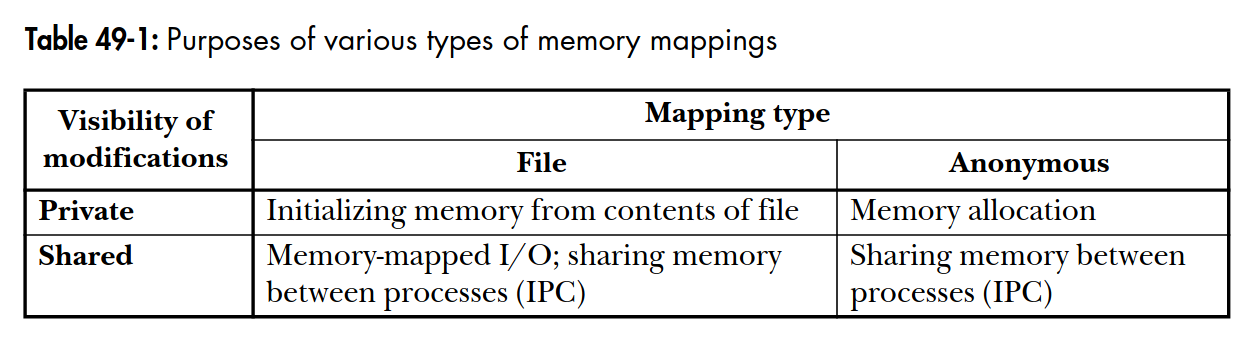 Table 49-1: Purposes of various types of memory mappings
Visibility of
modifications
Mapping type
File
Anonymous
Private
Initializing memory from contents of file
Memory allocation
Shared
Memory-mapped I/O; sharing memory
between processes (IPC)
Sharing memory between
processes (IPC)